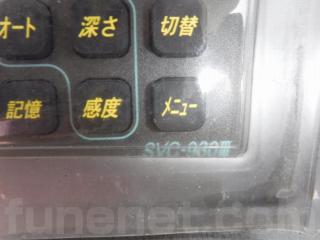 オート 深さ 切替
記憶 感度 メニュー
SVC-930III
funenet.com